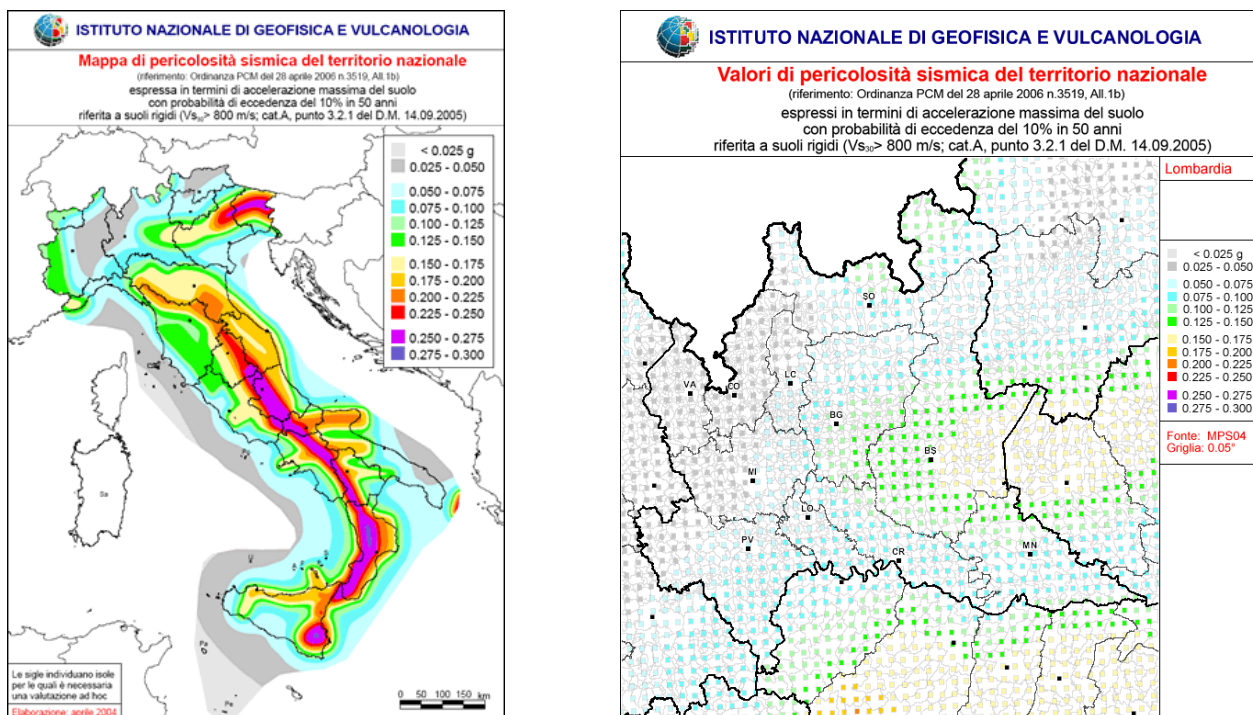 ISTITUTO NAZIONALE DI GEOFISICA E VULCANOLOGIA
Mappa di pericolosità sismica del territorio nazionale
(riferimento: Ordinanza PCM del 28 aprile 2006 n.3519, All.1b)
espressa in termini di accelerazione massima del suolo
con probabilità di eccedenza del 10% in 50 anni
riferita a suoli rigidi (Vs30> 800 m/s; cat.A, punto 3.2.1 del D.M. 14.09.2005)
< 0.025 g
0.025 - 0.050
0.050 - 0.075
0.075 - 0.100
0.100 - 0.125
0.125 - 0.150
0.150 - 0.175
0.175 - 0.200
0.200 - 0.225
0.225 - 0.250
0.250 - 0.275
0.275 - 0.300
Sa
U
Pa
Pe
Le sigle individuano isole
per le quali è necessaria
una valutazione ad hoc
Elaborazione: aprile 2004
0 50 100 150 km
ISTITUTO NAZIONALE DI GEOFISICA E VULCANOLOGIA
Valori di pericolosità sismica del territorio nazionale
(riferimento: Ordinanza PCM del 28 aprile 2006 n.3519, All.1b)
espressi in termini di accelerazione massima del suolo
con probabilità di eccedenza del 10% in 50 anni
riferita a suoli rigidi (Vs30> 800 m/s; cat.A, punto 3.2.1 del D.M. 14.09.2005)
Lombardia
< 0.025 g
0.025 - 0.050
0.050 - 0.075
0.075 - 0.100
0.100 - 0.125
0.125 - 0.150
0.150 - 0.175
0.175 - 0.200
0.200 - 0.225
0.225 - 0.250
0.250 - 0.275
0.275 - 0.300
Fonte: MPS04
Griglia: 0.05°
SO
LC
VA
CO
BG
BS
MI
LO
PV
CR
MN